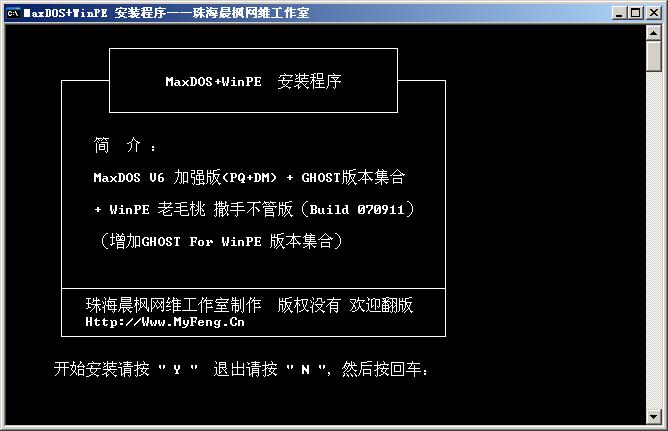 MaxDOS+WinPE 安装程序——珠海晨枫网维工作室
MaxDOS+WinPE 安装程序
简 介 :
MaxDOS V6 加强版(PQ+DM) + GHOST版本集合
+ WinPE 老毛桃 撒手不管版（Build 070911）
（增加GHOST For WinPE 版本集合）
珠海晨枫网维工作室制作 版权没有 欢迎翻版
Http://Www.MyFeng.Cn
开始安装请按 " Y " 退出请按 " N ", 然后按回车: